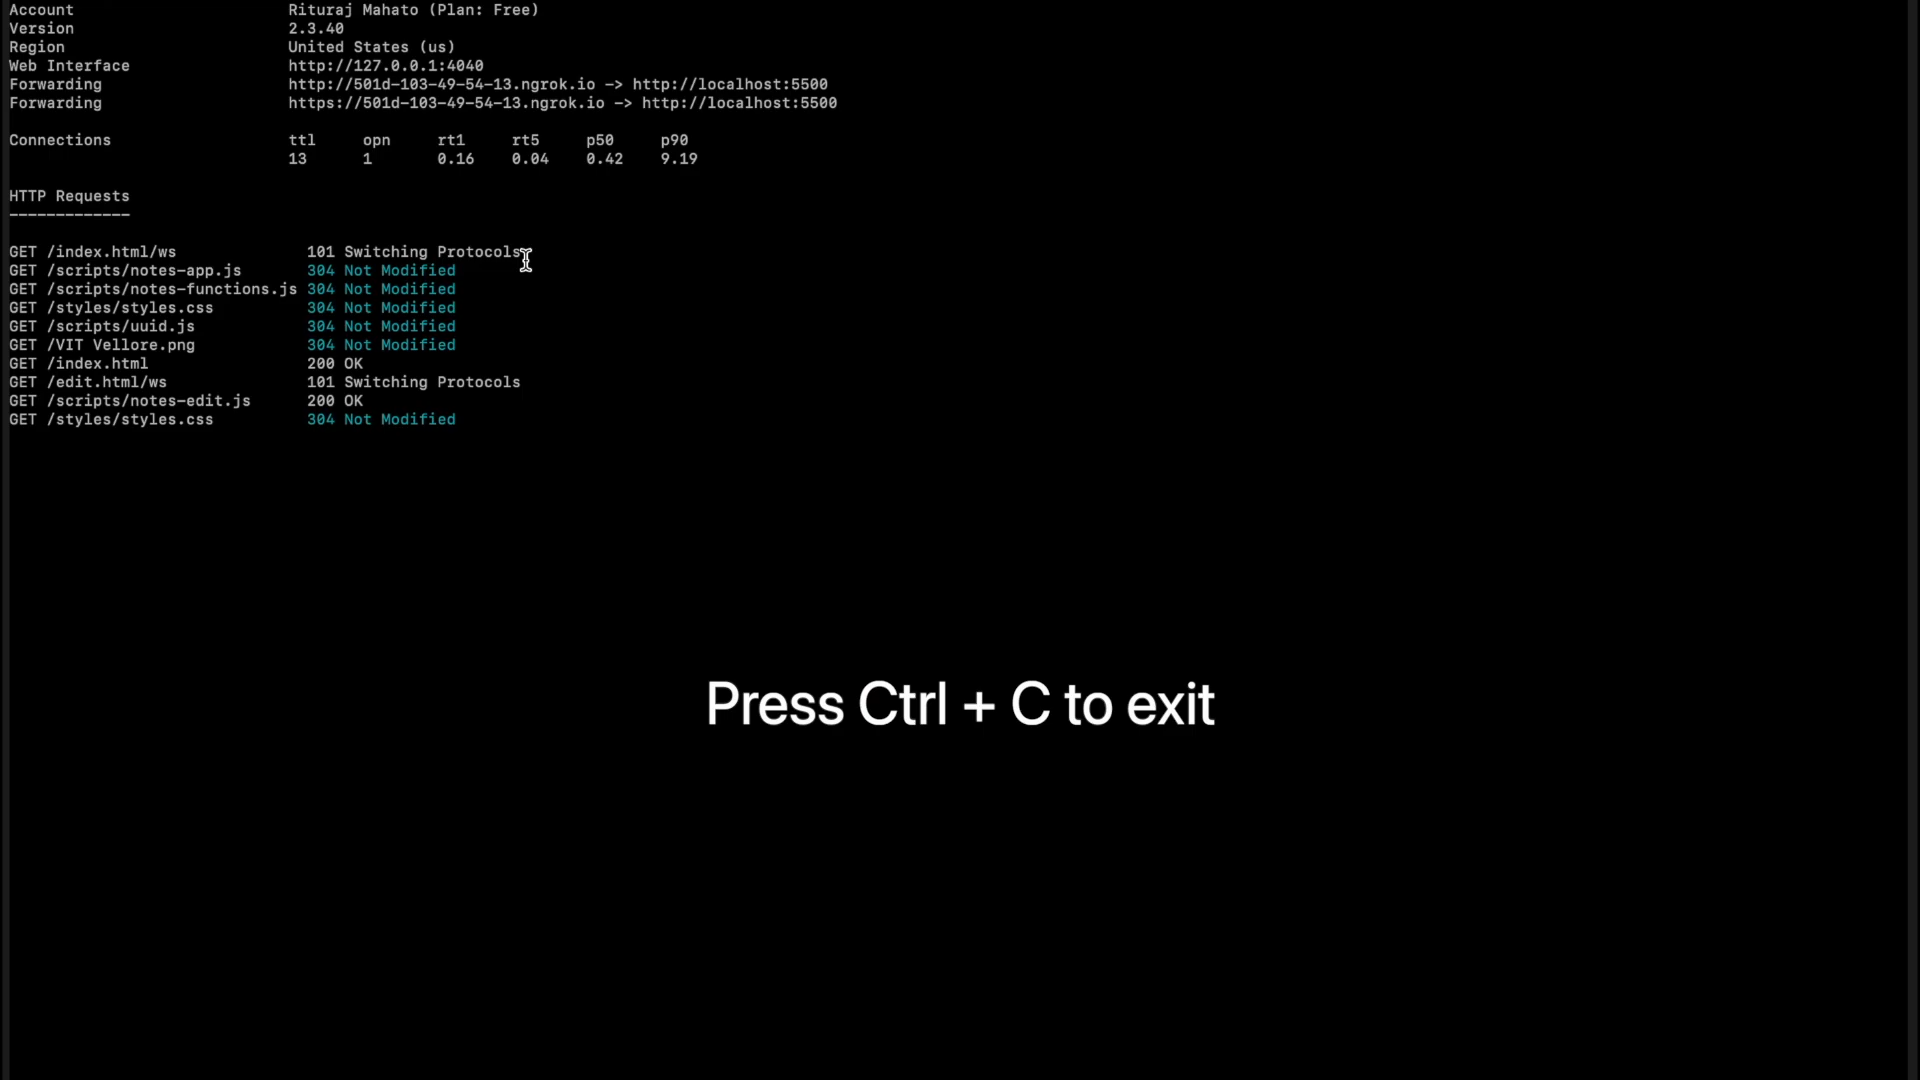 Account Rituraj Mahato (Plan: Free)
Version 2.3.40
Region United States (us)
Web Interface http://127.0.0.1:4040
Forwarding http://501d-103-49-54-13.ngrok.io -> http://localhost:5500
Forwarding https://501d-103-49-54-13.ngrok.io -> http://localhost:5500
Connections ttl opn rt1 rt5 p50 p90
13 1 0.16 0.04 0.42 9.19
HTTP Requests
-------------
GET /index.html/ws 101 Switching Protocols
GET /scripts/notes-app.js 304 Not Modified
GET /scripts/notes-functions.js 304 Not Modified
GET /styles/styles.css 304 Not Modified
GET /scripts/uuid.js 304 Not Modified
GET /VIT Vellore.png 304 Not Modified
GET /index.html 200 OK
GET /edit.html/ws 101 Switching Protocols
GET /scripts/notes-edit.js 200 OK
GET /styles/styles.css 304 Not Modified
Press Ctrl + C to exit